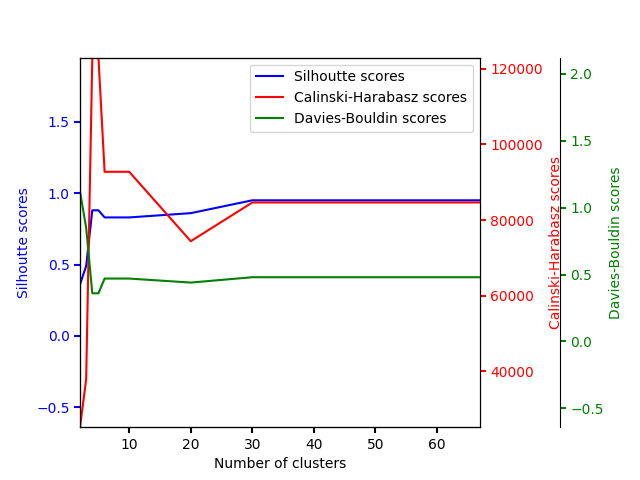 Silhoutte scores
Calinski-Harabasz scores
Davies-Bouldin scores
1.5
1.0
0.5
0.0
−0.5
Silhoutte scores
120000
100000
80000
60000
40000
Calinski-Harabasz scores
2.0
1.5
1.0
0.5
0.0
−0.5
Davies-Bouldin scores
10 20 30 40 50 60
Number of clusters